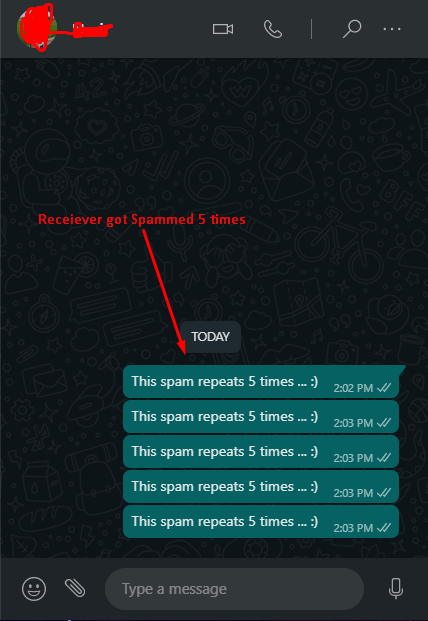 Receiever got Spammed 5 times
TODAY
This spam repeats 5 times ... :) 2:02 PM
This spam repeats 5 times ... :) 2:03 PM
This spam repeats 5 times ... :) 2:03 PM
This spam repeats 5 times ... :) 2:03 PM
This spam repeats 5 times ... :) 2:03 PM
Type a message